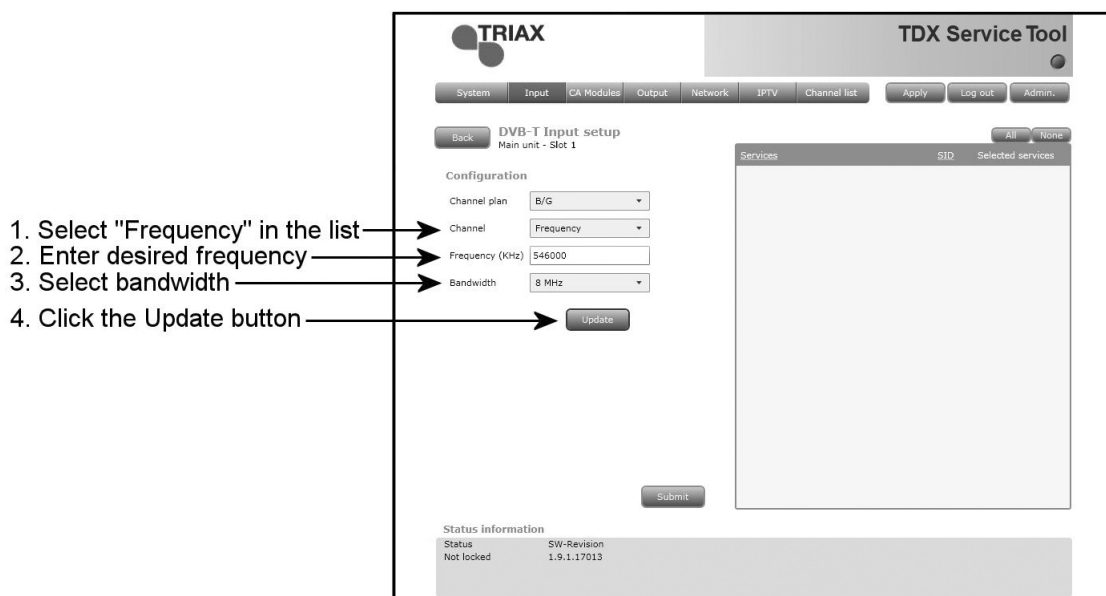 TRIAX
TDX Service Tool
System Input CA Modules Output Network IPTV Channel list Apply Log out Admin.
Back DVB-T Input setup
Main unit - Slot 1
All None
Services SID Selected services
Configuration
Channel plan B/G
1. Select "Frequency" in the list Channel Frequency
2. Enter desired frequency Frequency (KHz) 546000
3. Select bandwidth Bandwidth 8 MHz
4. Click the Update button Update
Submit
Status information
Status SW-Revision
Not locked 1.9.1.17013